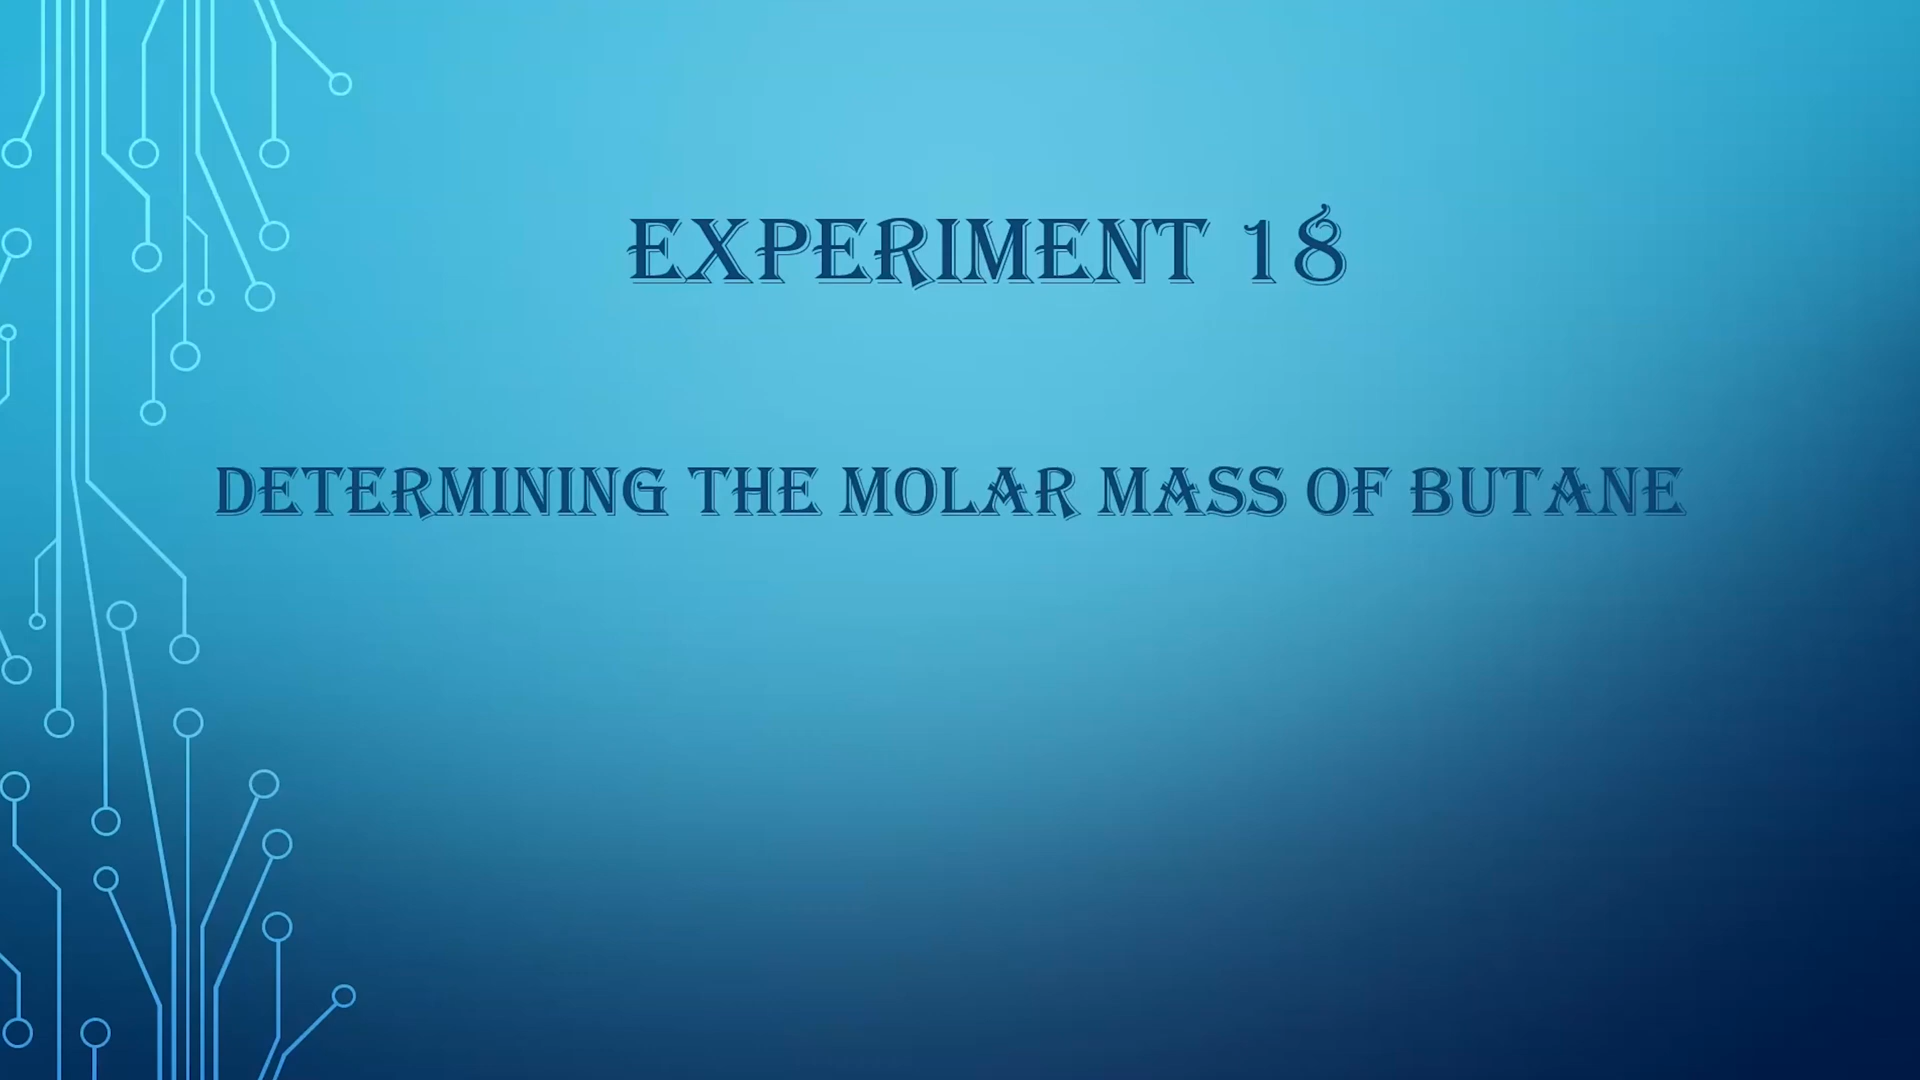 EXPERIMENT 18
DETERMINING THE MOLAR MASS OF BUTANE